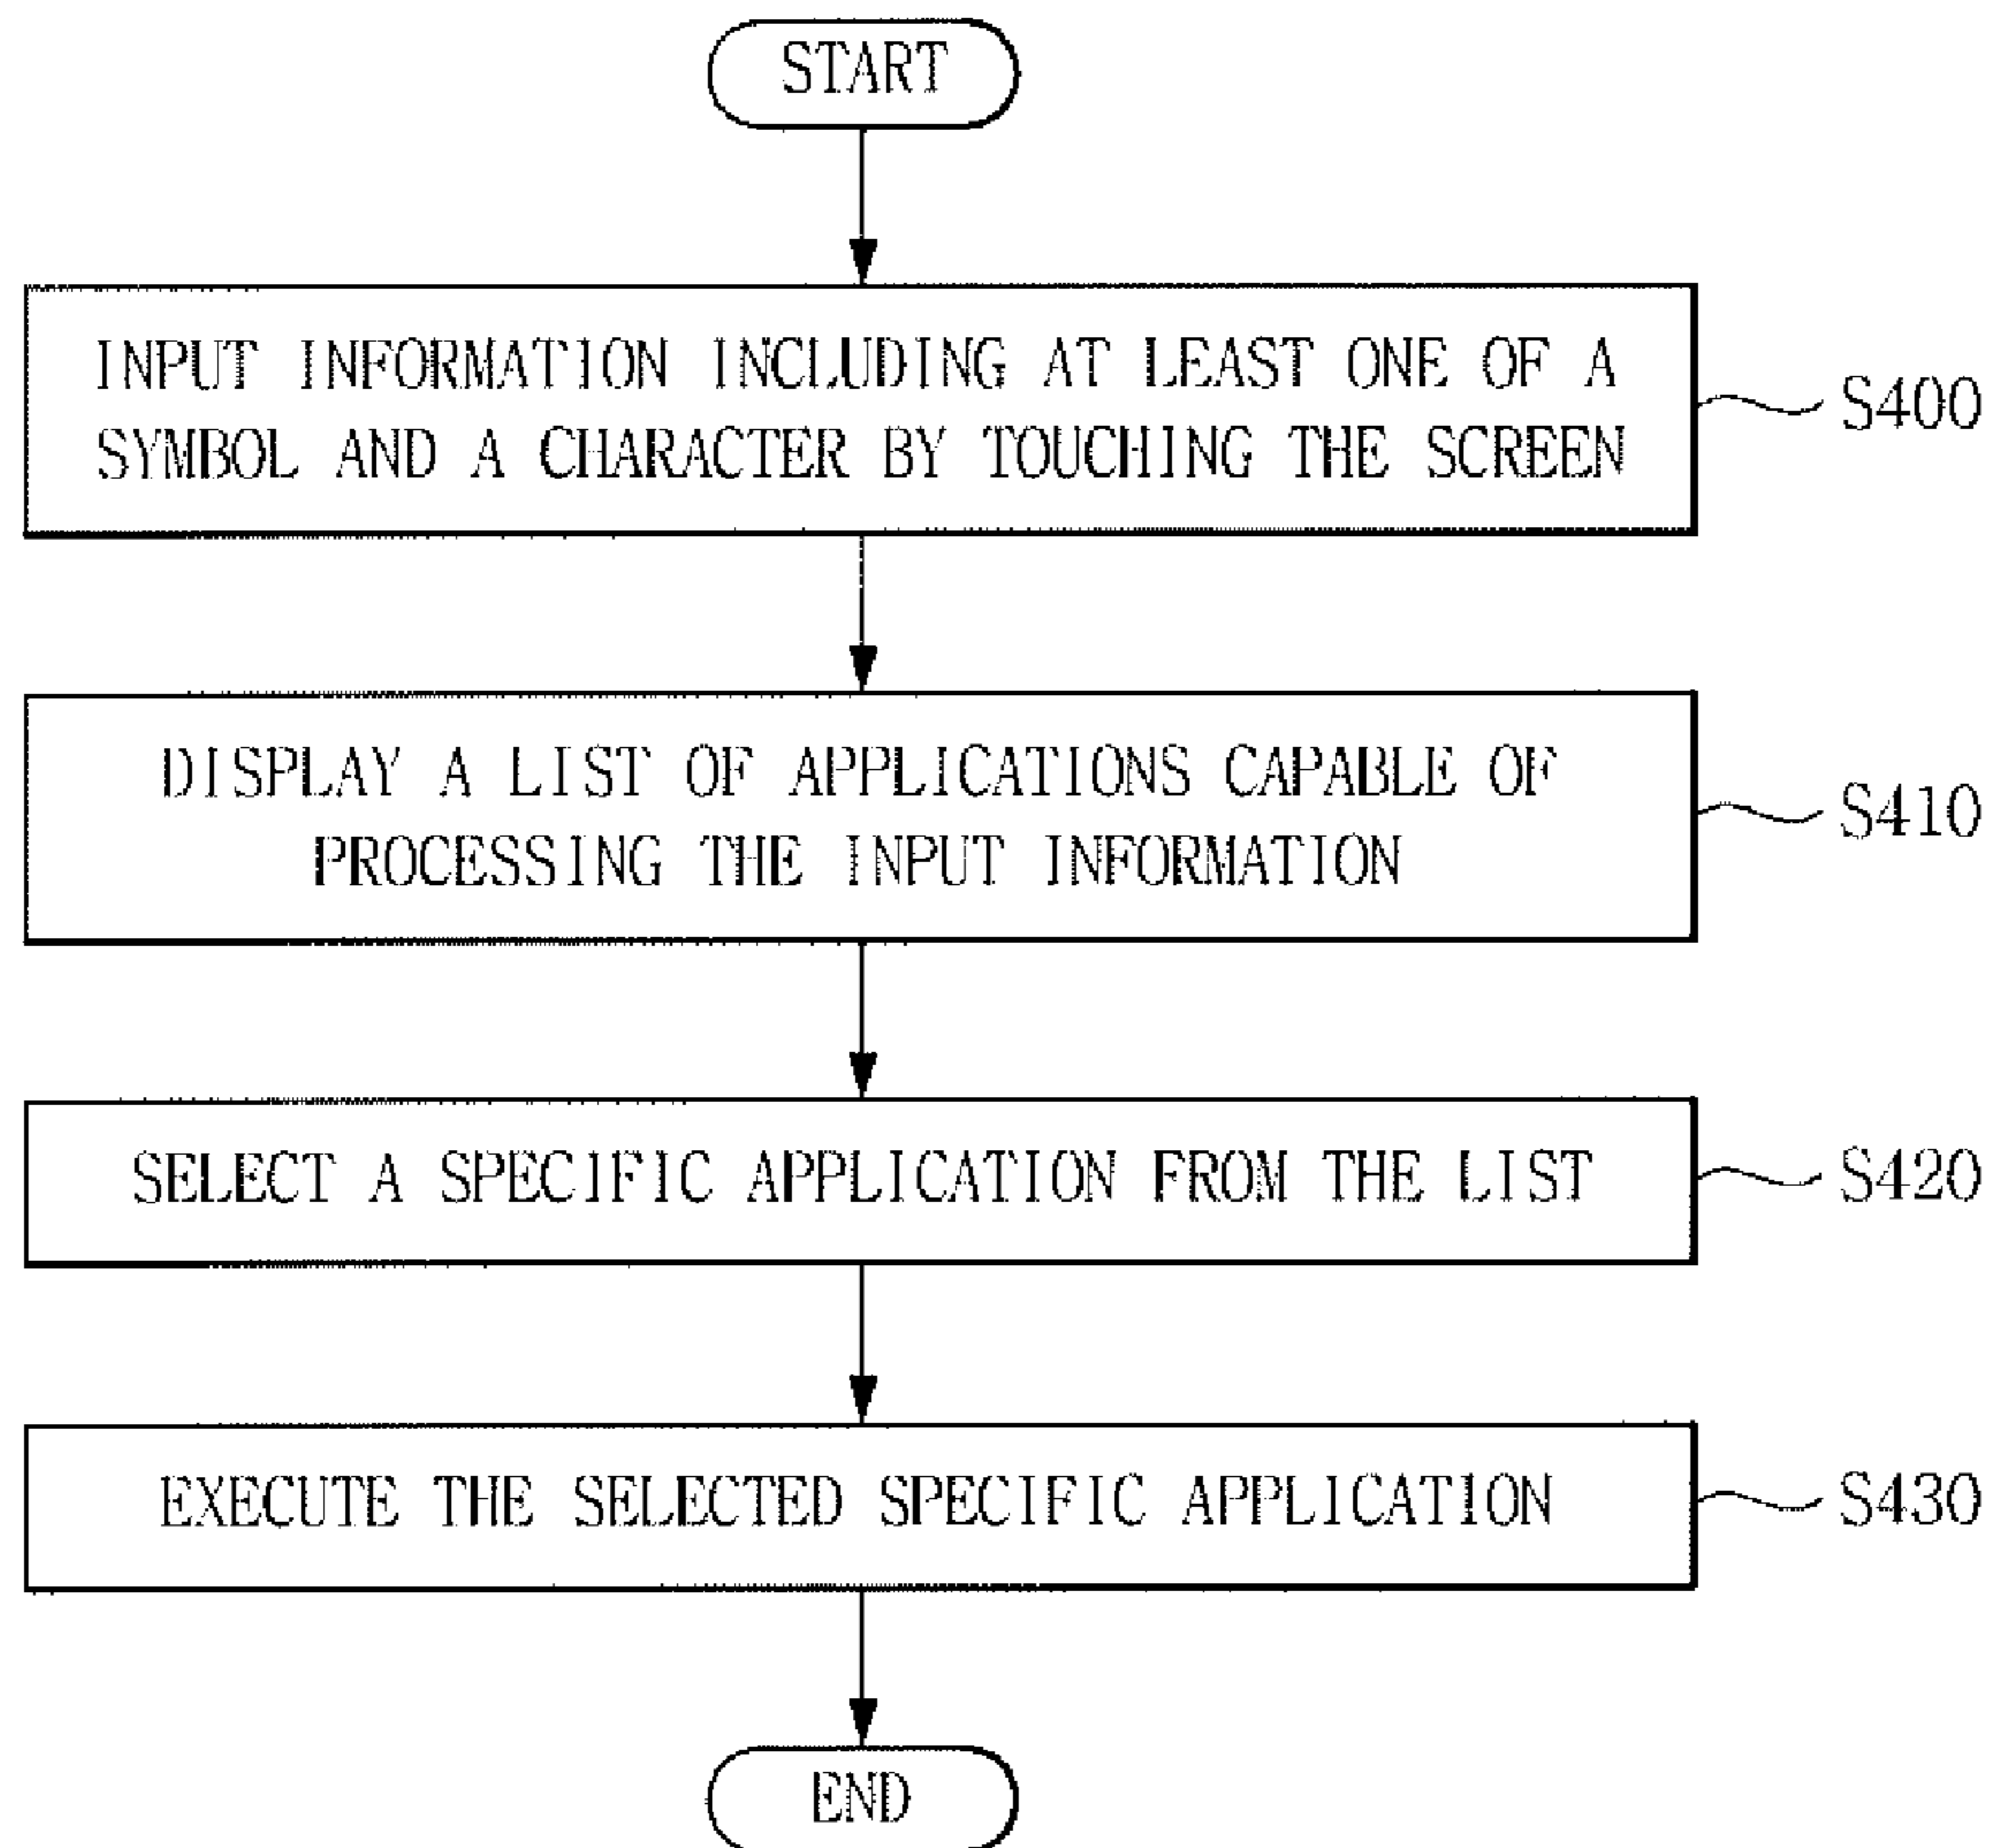 START
INPUT INFORMATION INCLUDING AT LEAST ONE OF A
SYMBOL AND A CHARACTER BY TOUCHING THE SCREEN
S400
DISPLAY A LIST OF APPLICATIONS CAPABLE OF
PROCESSING THE INPUT INFORMATION
S410
SELECT A SPECIFIC APPLICATION FROM THE LIST
S420
EXECUTE THE SELECTED SPECIFIC APPLICATION
S430
END